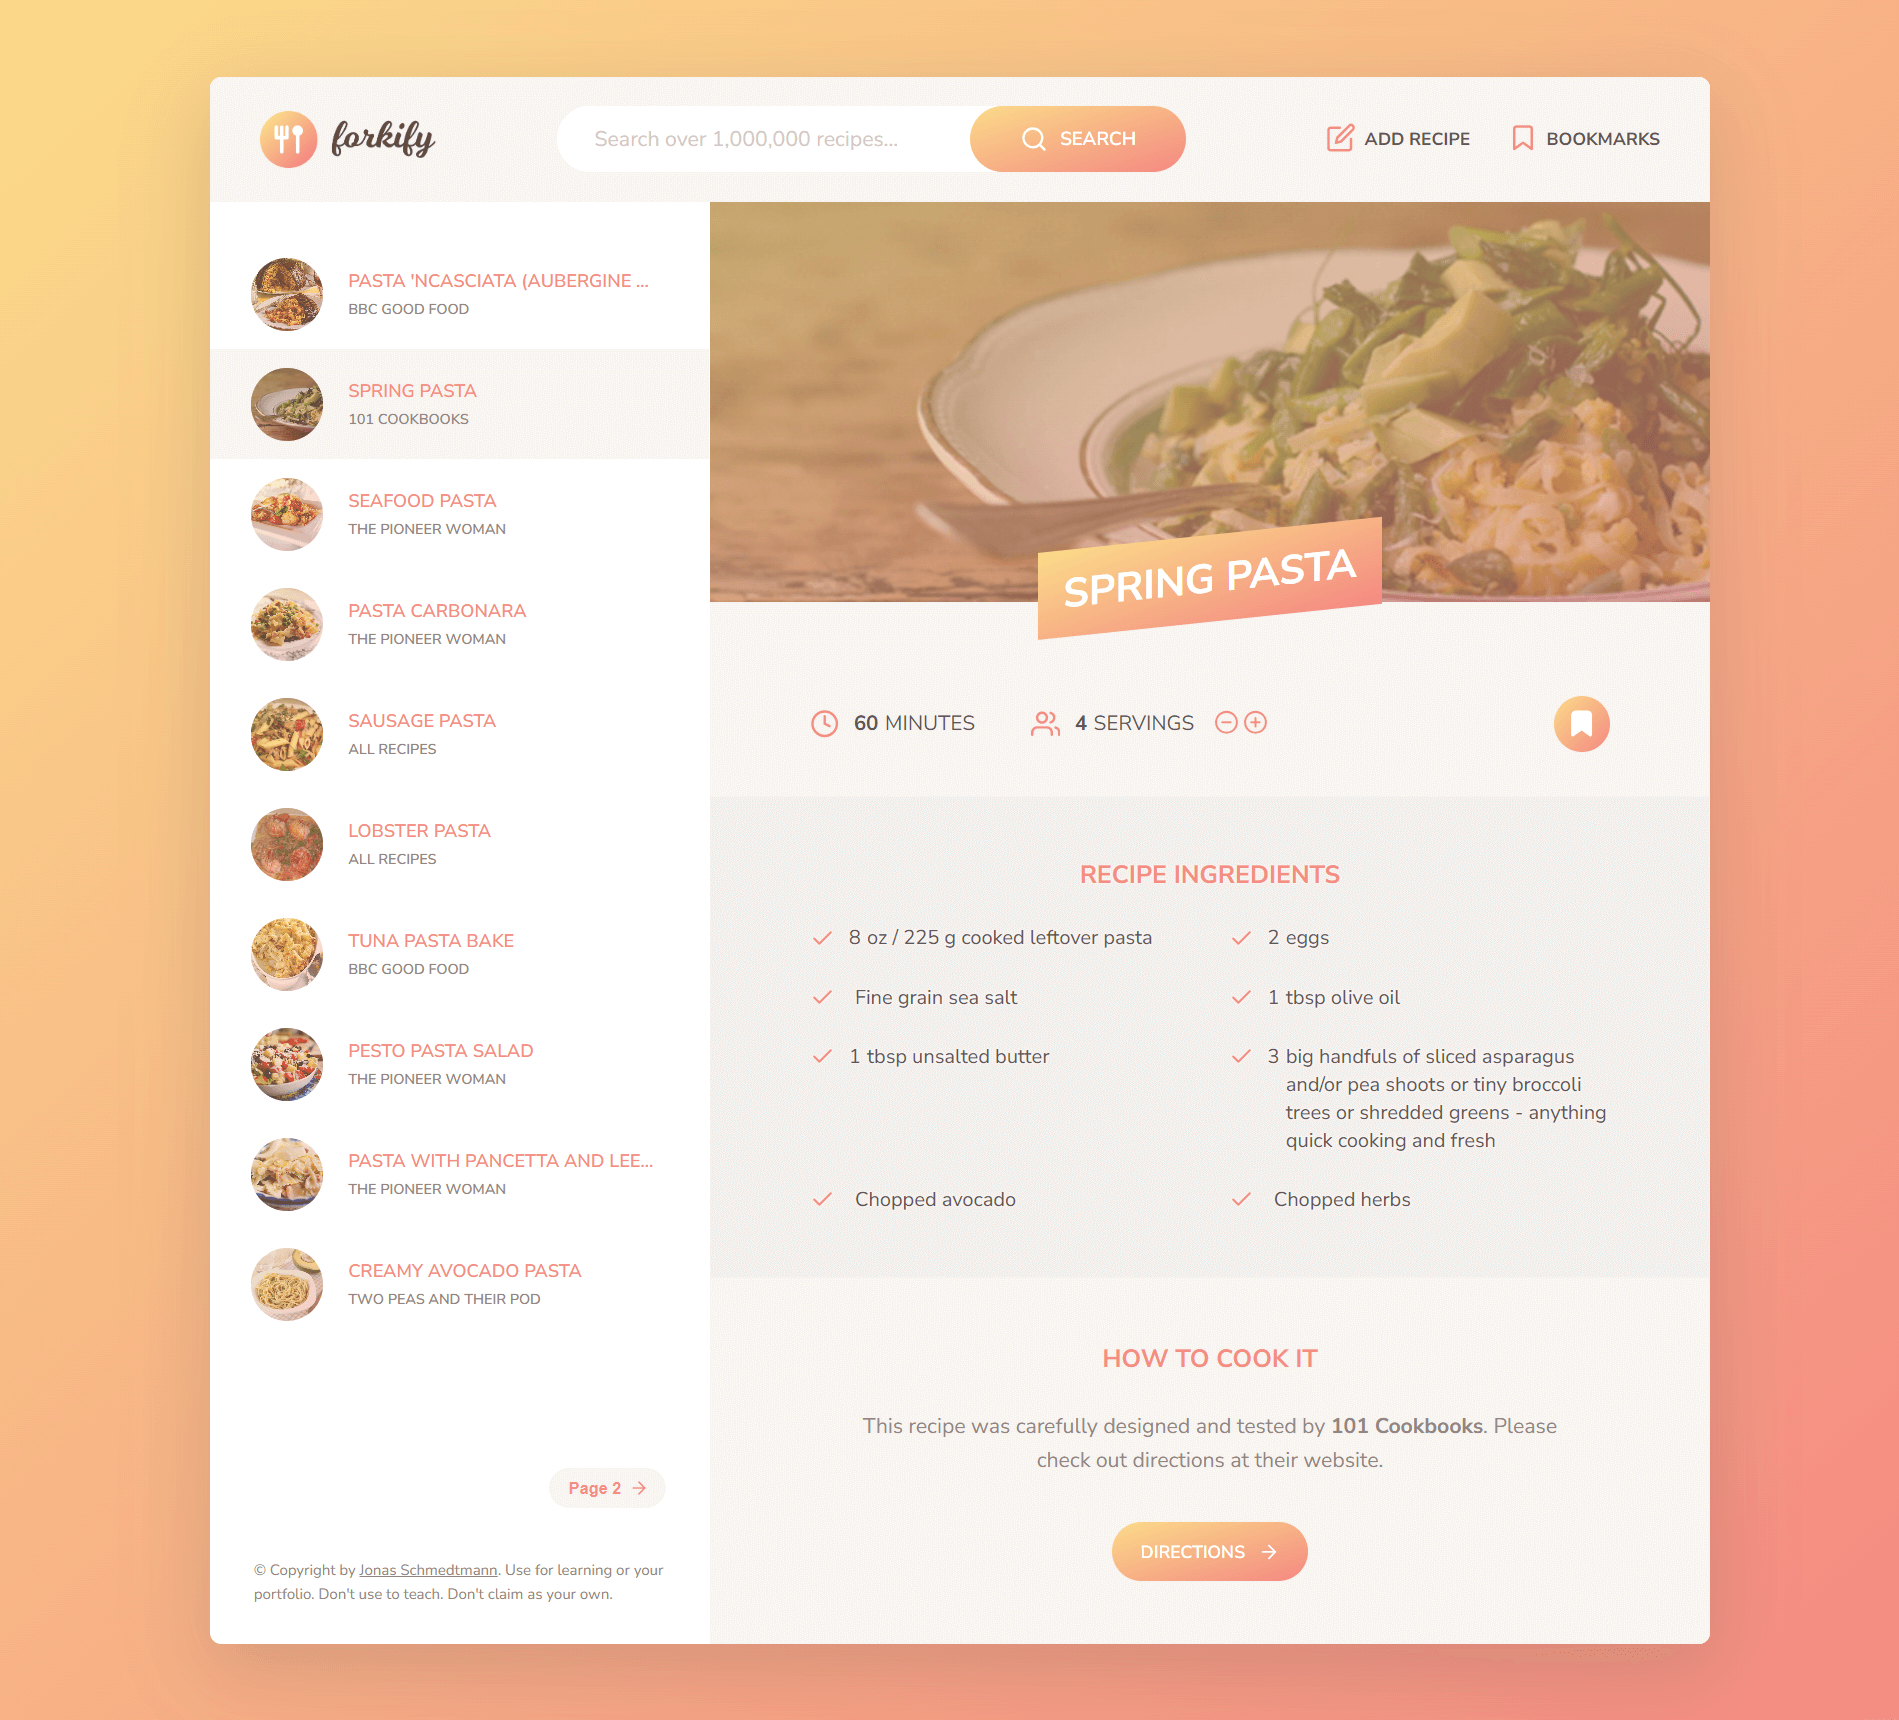 forkify
Search over 1,000,000 recipes...
SEARCH
ADD RECIPE
BOOKMARKS
PASTA 'NCASCIATA (AUBERGINE ...
BBC GOOD FOOD
SPRING PASTA
101 COOKBOOKS
SEAFOOD PASTA
THE PIONEER WOMAN
PASTA CARBONARA
THE PIONEER WOMAN
SAUSAGE PASTA
ALL RECIPES
LOBSTER PASTA
ALL RECIPES
TUNA PASTA BAKE
BBC GOOD FOOD
PESTO PASTA SALAD
THE PIONEER WOMAN
PASTA WITH PANCETTA AND LEE...
THE PIONEER WOMAN
CREAMY AVOCADO PASTA
TWO PEAS AND THEIR POD
Page 2
© Copyright by Jonas Schmedtmann. Use for learning or your
portfolio. Don't use to teach. Don't claim as your own.
SPRING PASTA
60 MINUTES
4 SERVINGS
RECIPE INGREDIENTS
8 oz / 225 g cooked leftover pasta
2 eggs
Fine grain sea salt
1 tbsp olive oil
1 tbsp unsalted butter
3 big handfuls of sliced asparagus
and/or pea shoots or tiny broccoli
trees or shredded greens - anything
quick cooking and fresh
Chopped avocado
Chopped herbs
HOW TO COOK IT
This recipe was carefully designed and tested by 101 Cookbooks. Please
check out directions at their website.
DIRECTIONS